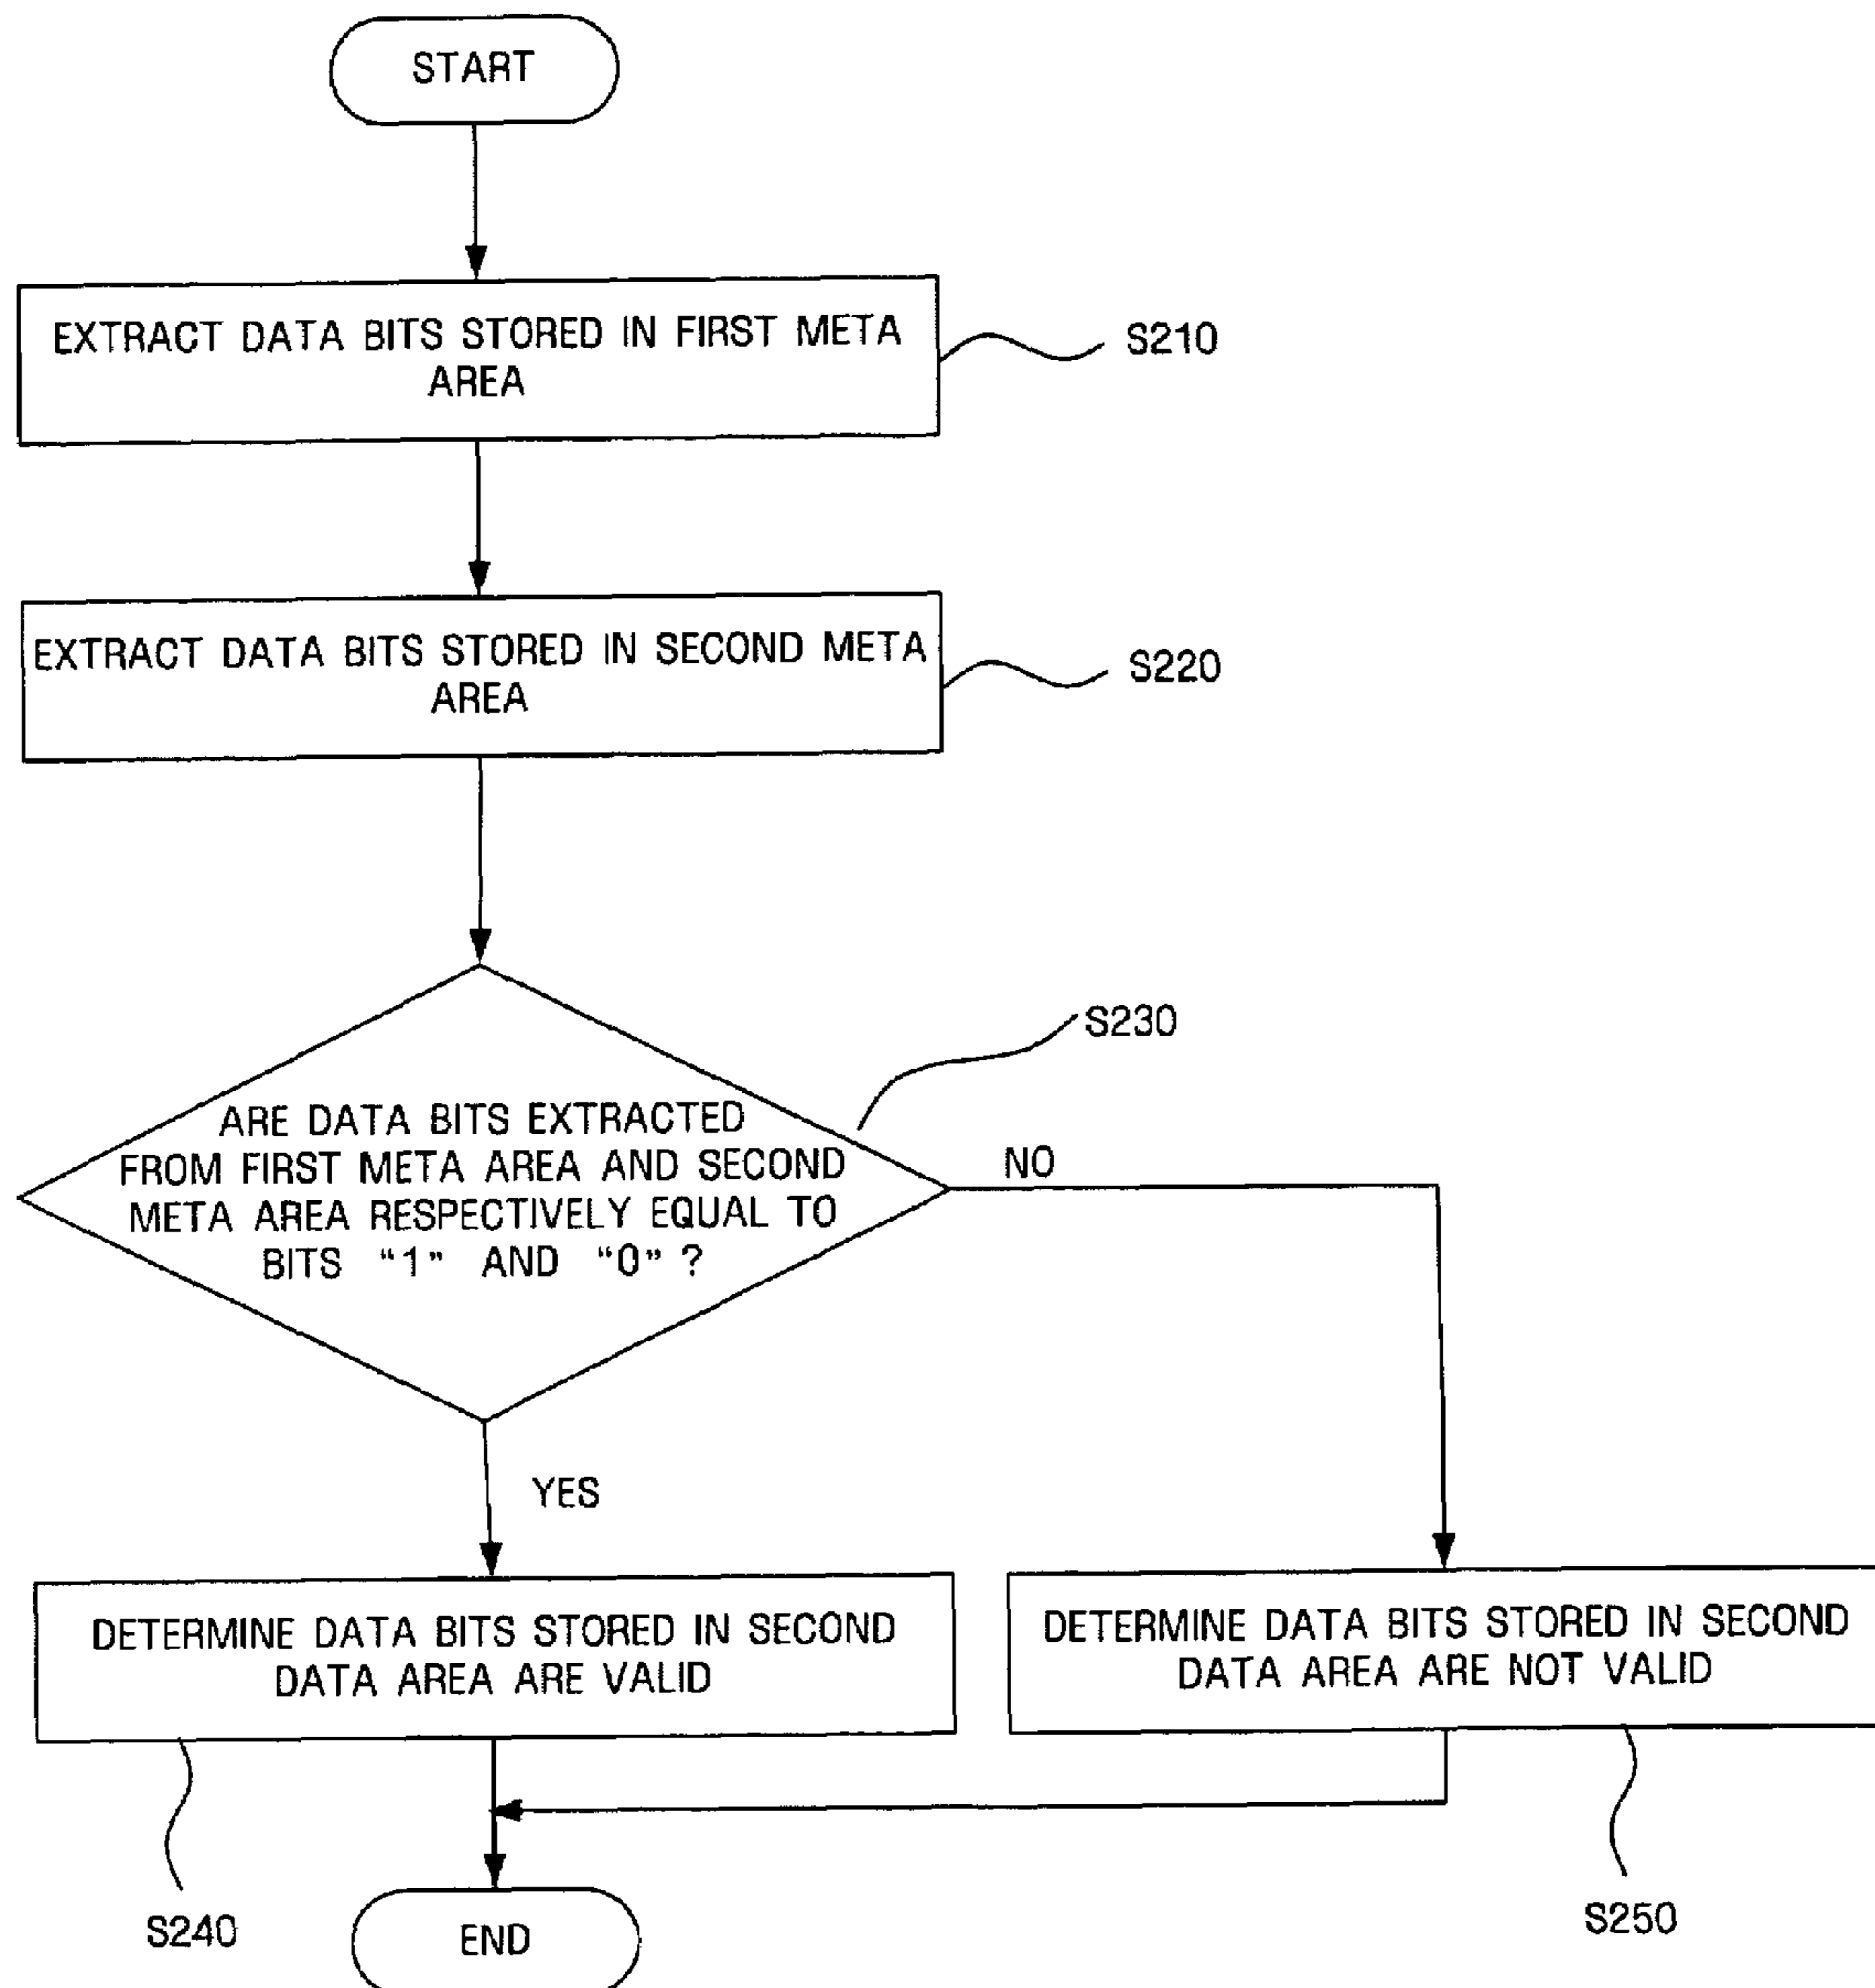 START
EXTRACT DATA BITS STORED IN FIRST META
AREA
S210
EXTRACT DATA BITS STORED IN SECOND META
AREA
S220
S230
ARE DATA BITS EXTRACTED
FROM FIRST META AREA AND SECOND
META AREA RESPECTIVELY EQUAL TO
BITS “1” AND “0” ?
NO
YES
DETERMINE DATA BITS STORED IN SECOND
DATA AREA ARE VALID
DETERMINE DATA BITS STORED IN SECOND
DATA AREA ARE NOT VALID
S240
END
S250